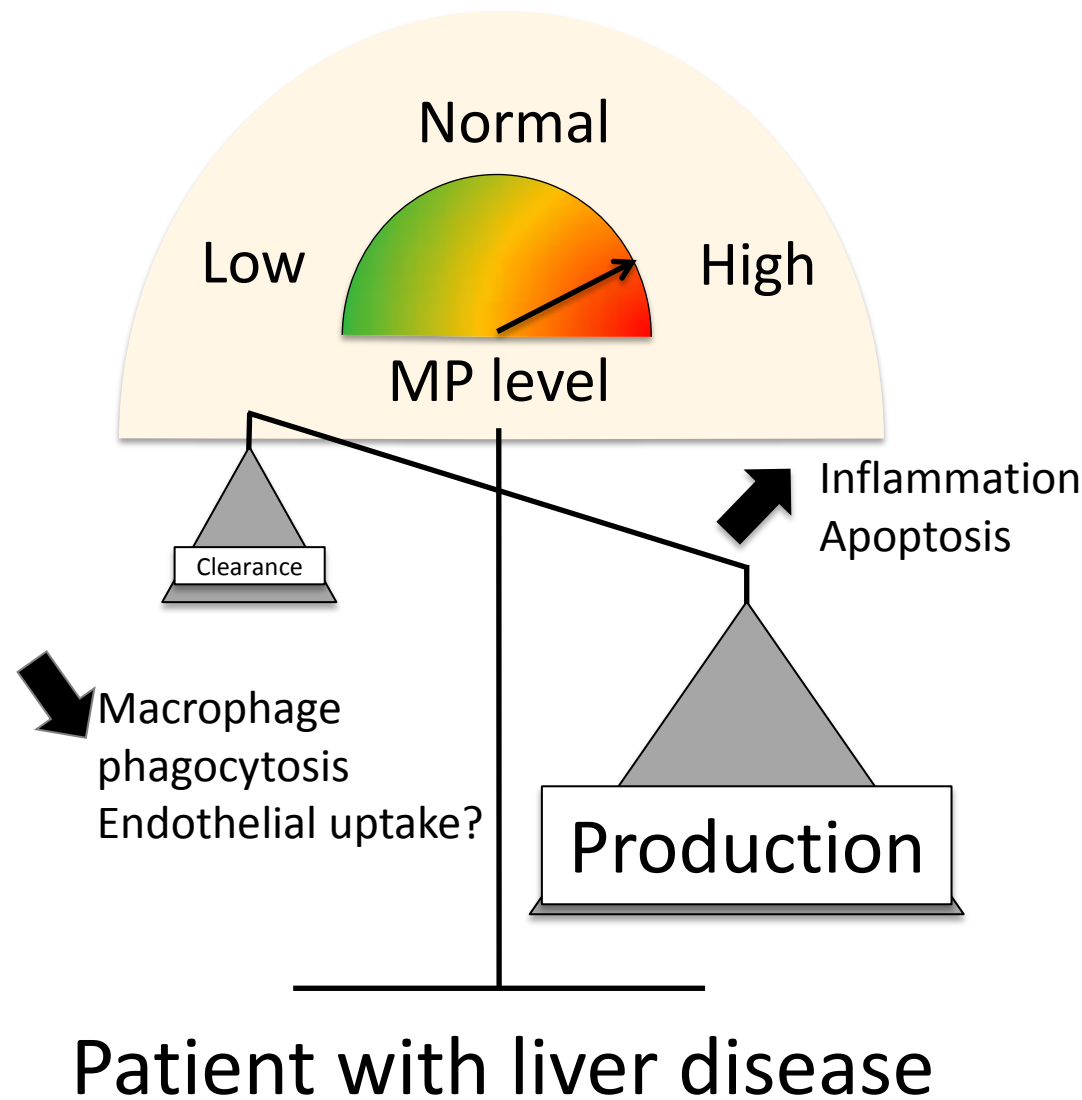 Normal
Low
High
MP level
Inflammation
Apoptosis
Clearance
Macrophage
phagocytosis
Endothelial uptake?
Production
Patient with liver disease